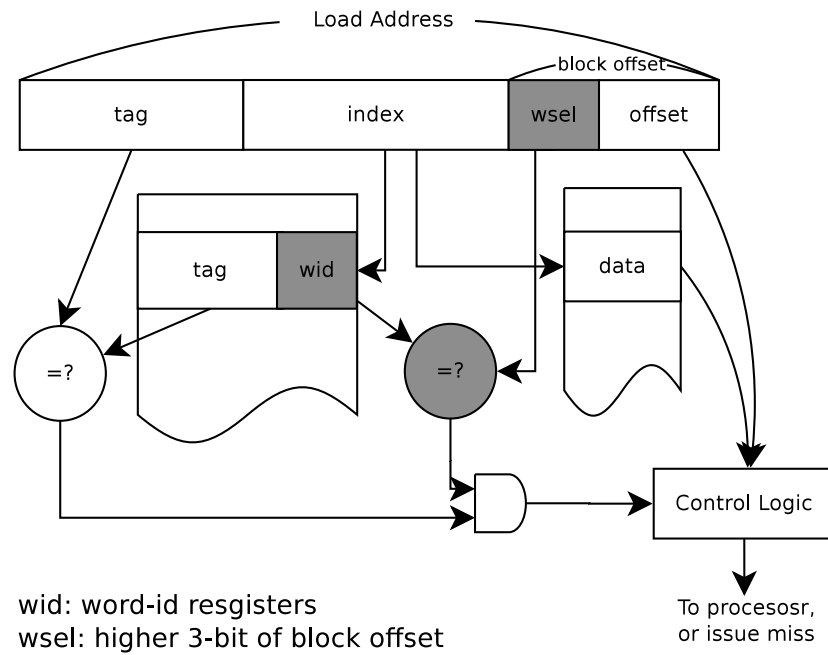 Load Address
block offset
tag
index
wsel
offset
tag
wid
data
=?
=?
Control Logic
To procesosr,
or issue miss
wid: word-id resgisters
wsel: higher 3-bit of block offset